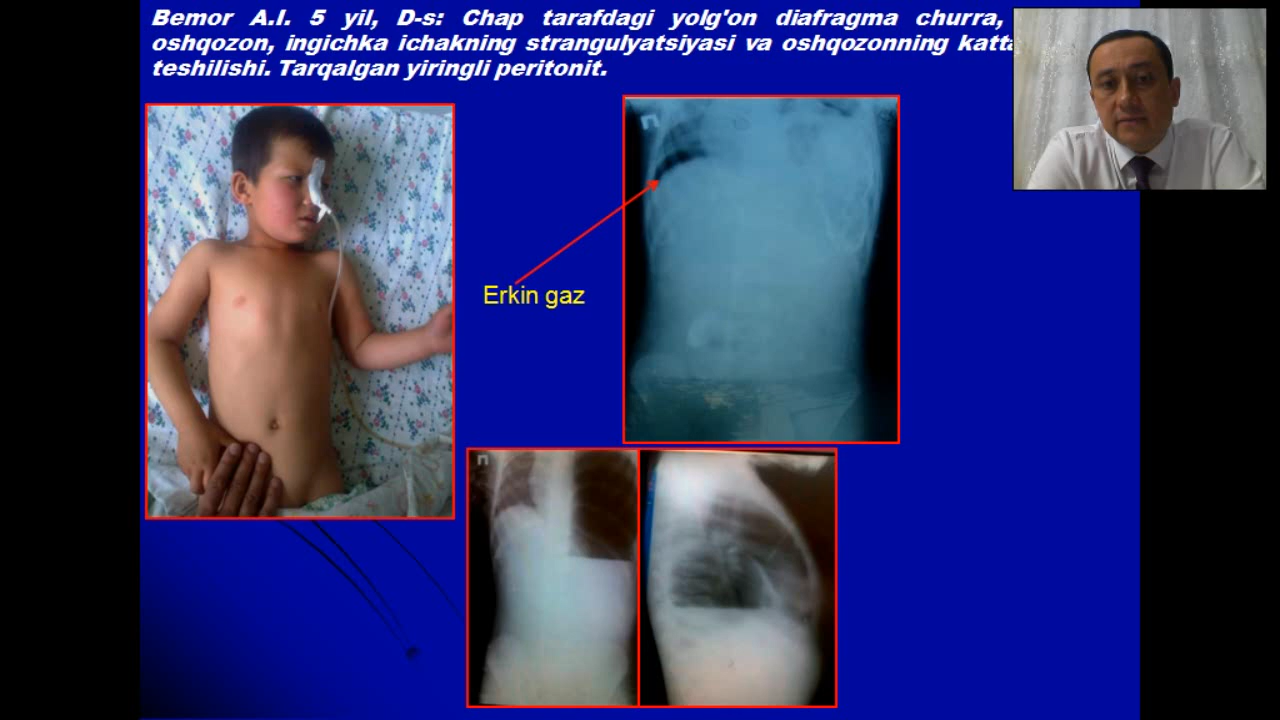 Bemor A.I. 5 yil, D-s: Chap tarafdagi yolg'on diafragma churra,
oshqozon, ingichka ichakning strangulyatsiyasi va oshqozonning
teshilishi. Tarqalgan yiringli peritonit.
П
Erkin gaz
П